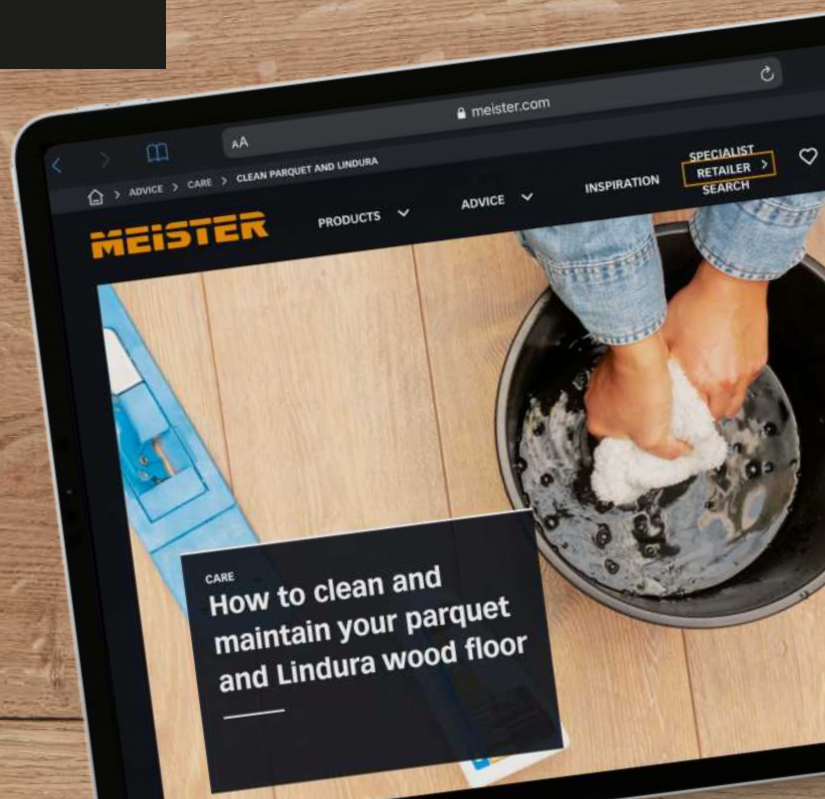 AA
meister.com
ADVICE > CARE > CLEAN PARQUET AND LINDURA
MEISTER
PRODUCTS
ADVICE
INSPIRATION
SPECIALIST
RETAILER >
SEARCH
CARE
How to clean and
maintain your parquet
and Lindura wood floor